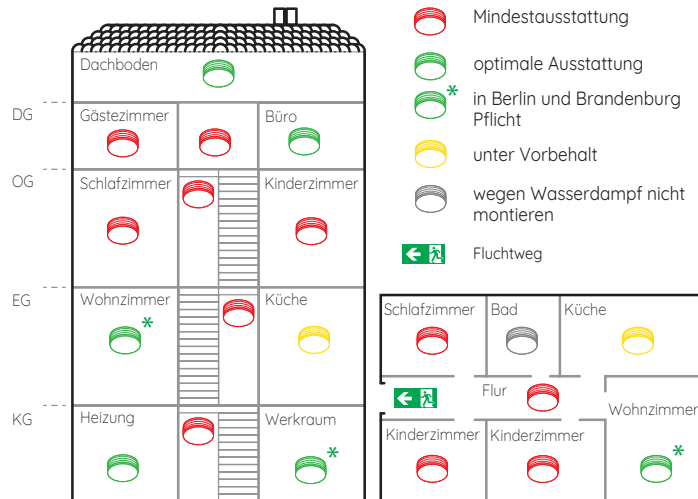 Mindestausstattung
optimale Ausstattung
* in Berlin und Brandenburg
Pflicht
unter Vorbehalt
wegen Wasserdampf nicht
montieren
Fluchtweg
Dachboden
DG
Gästezimmer
Büro
OG
Schlafzimmer
Kinderzimmer
EG
Wohnzimmer
*
Küche
KG
Heizung
Werkraum
*
Schlafzimmer
Bad
Küche
Flur
Wohnzimmer
*
Kinderzimmer
Kinderzimmer